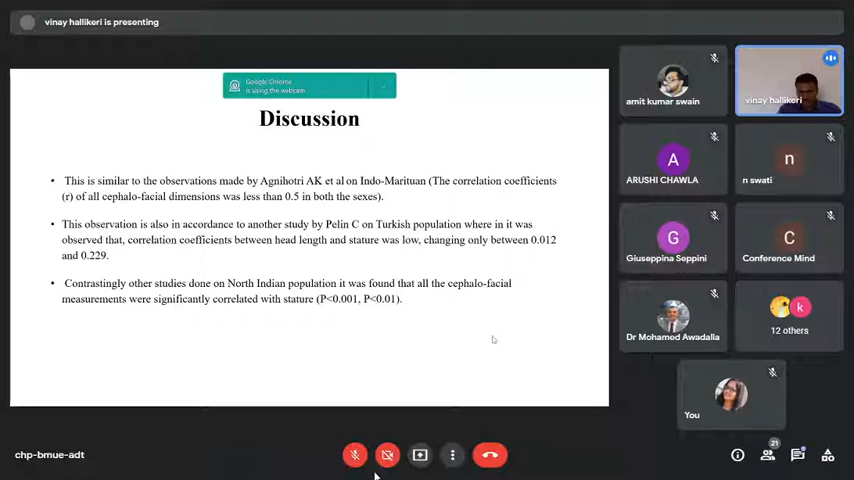 vinay hallikeri is presenting
Google Chrome
is using the webcam
Discussion
• This is similar to the observations made by Agnihotri AK et al on Indo-Marituan (The correlation coefficients
(r) of all cephalo-facial dimensions was less than 0.5 in both the sexes).
• This observation is also in accordance to another study by Pelin C on Turkish population where in it was
observed that, correlation coefficients between head length and stature was low, changing only between 0.012
and 0.229.
• Contrastingly other studies done on North Indian population it was found that all the cephalo-facial
measurements were significantly correlated with stature (P<0.001, P<0.01).
amit kumar swain
vinay hallikeri
A
ARUSHI CHAWLA
n
n swati
G
Giuseppina Seppini
C
Conference Mind
Dr Mohamed Awadalla
k
12 others
You
chp-bmue-adt
21